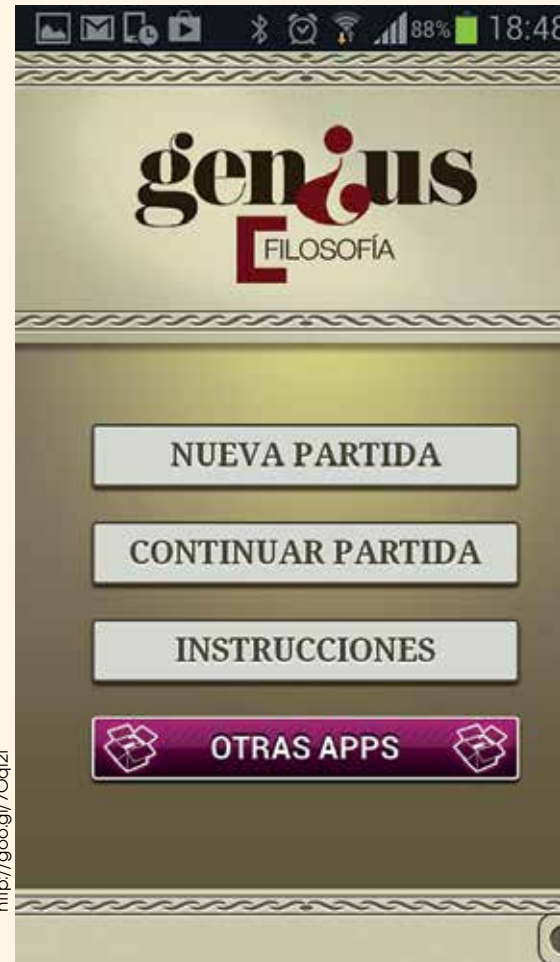 88% 18:48
genius
FILOSOFÍA
NUEVA PARTIDA
CONTINUAR PARTIDA
INSTRUCCIONES
OTRAS APPS